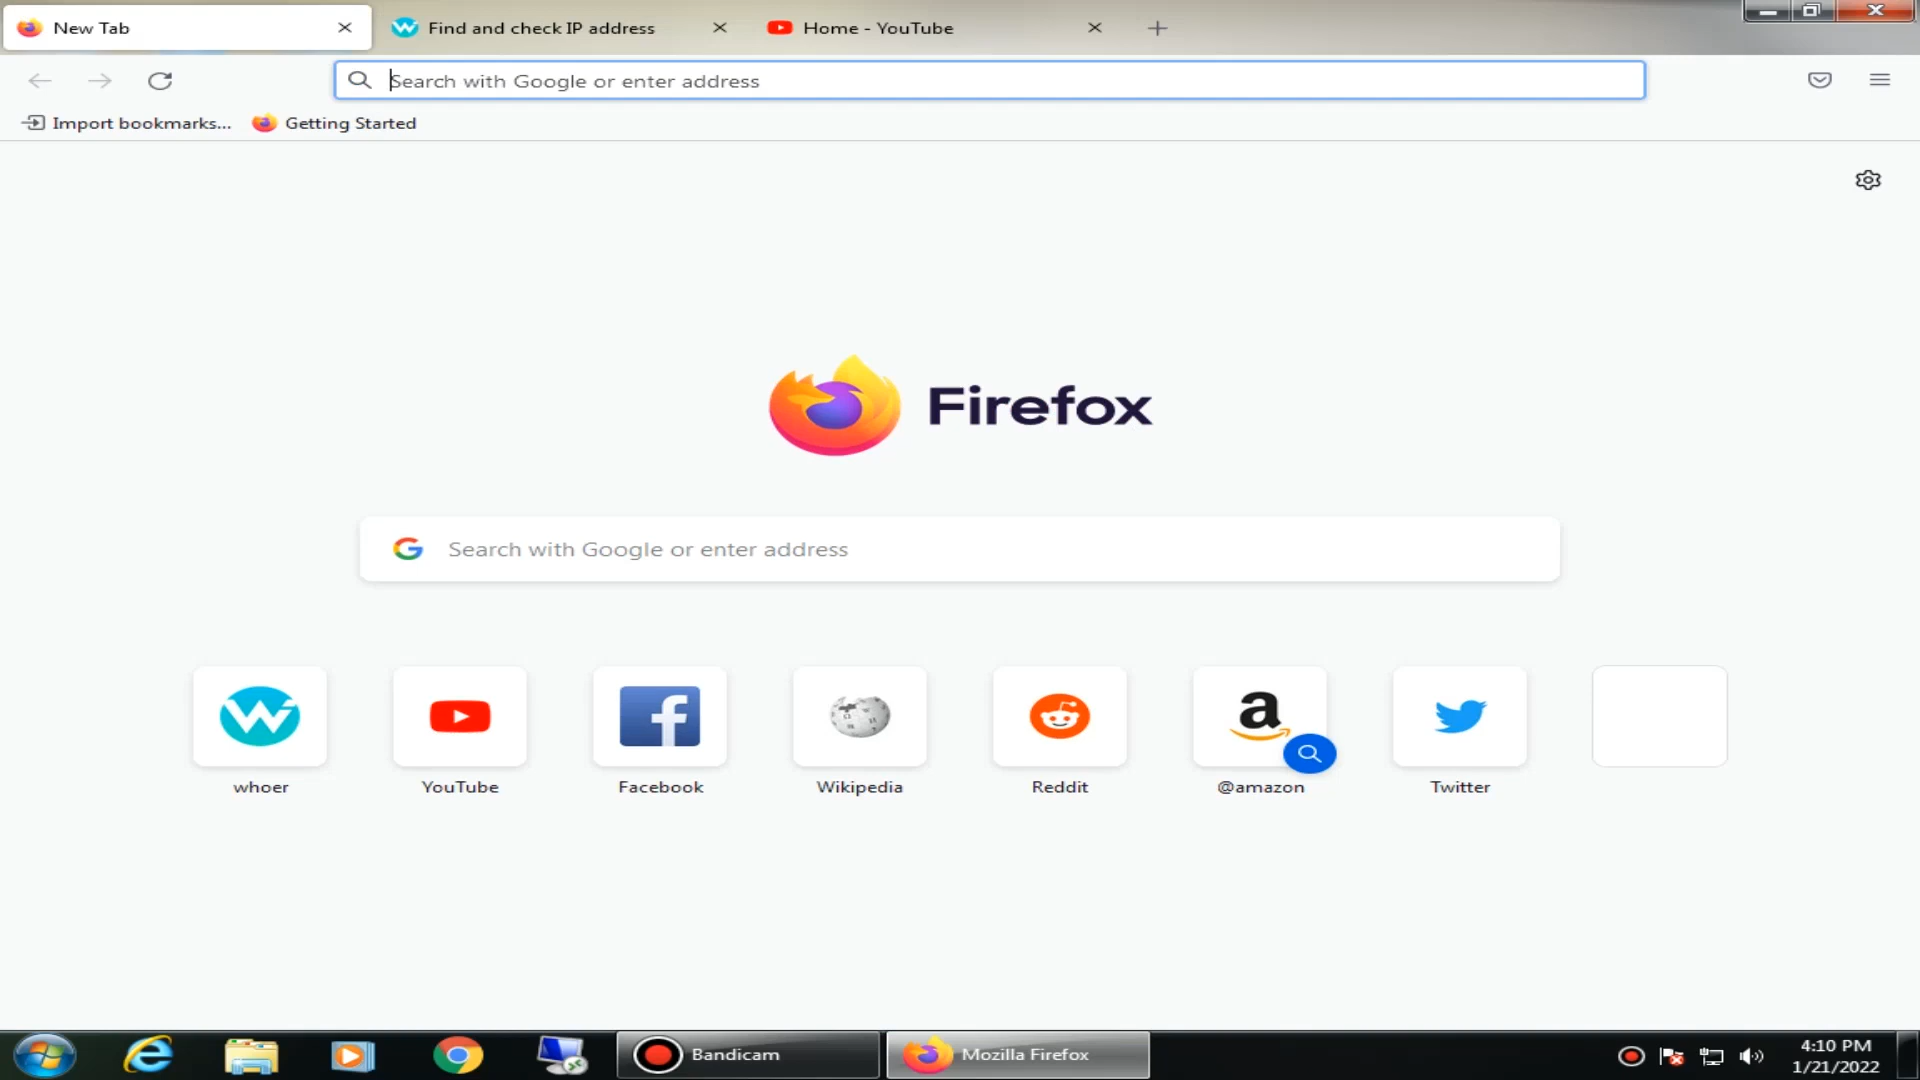 New Tab
Find and check IP address
Home - YouTube
Search with Google or enter address
Import bookmarks...
Getting Started
Firefox
Search with Google or enter address
whoer
YouTube
Facebook
Wikipedia
Reddit
@amazon
Twitter
Bandicam
Mozilla Firefox
4:10 PM
1/21/2022